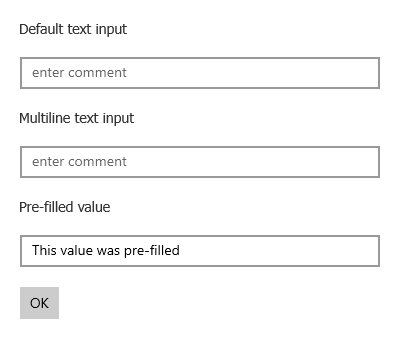 Default text input
enter comment
Multiline text input
enter comment
Pre-filled value
This value was pre-filled
OK